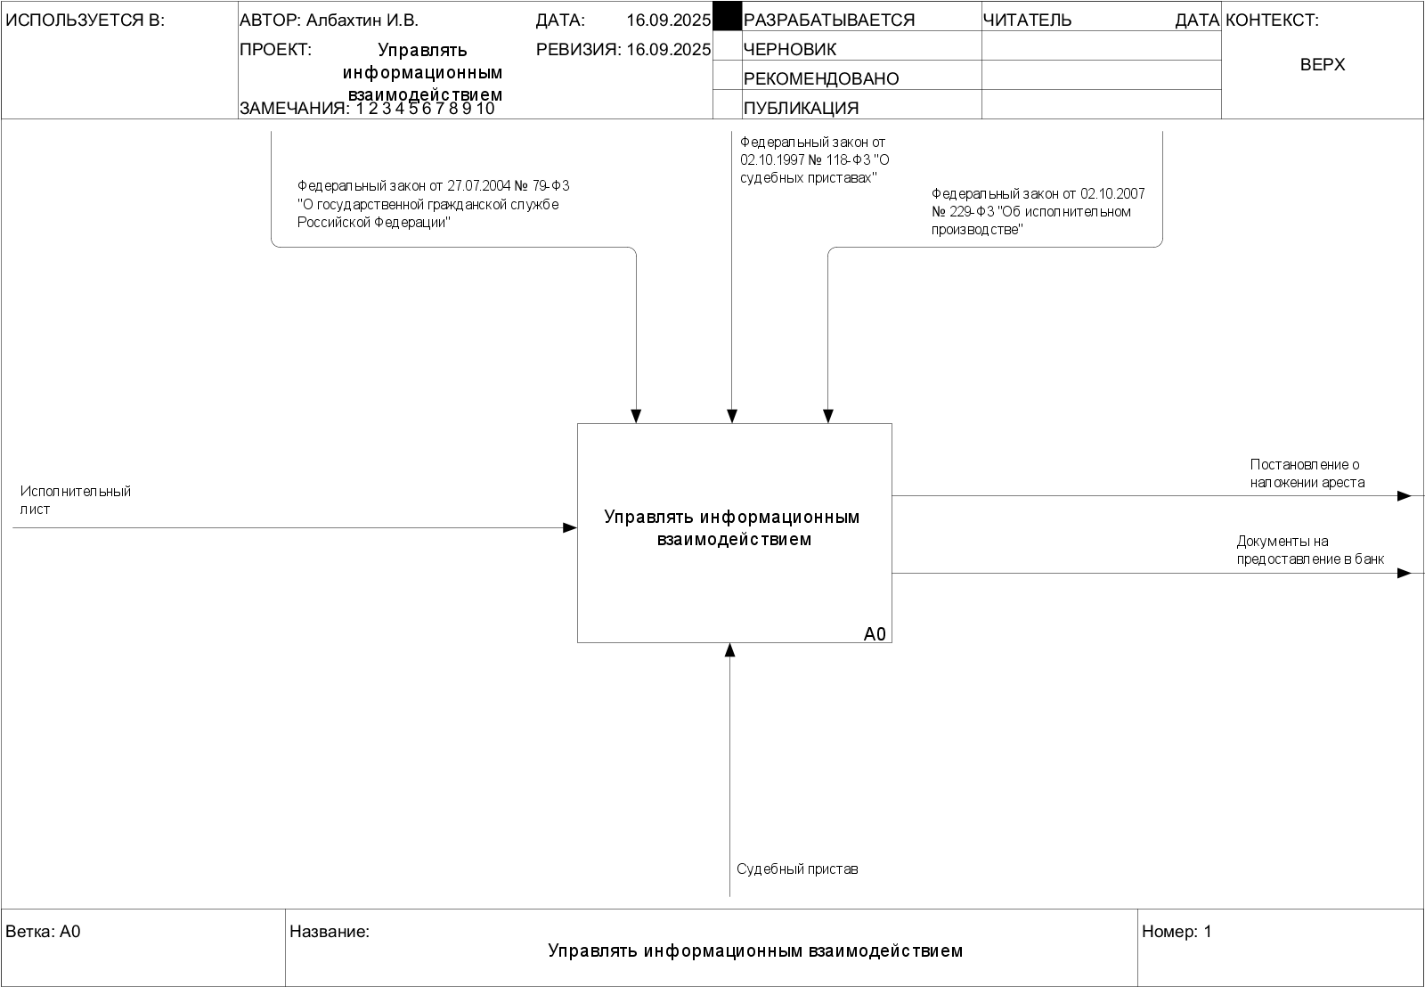 ИСПОЛЬЗУЕТСЯ В:
АВТОР: Албахтин И.В.
ДАТА: 16.09.2025
ПРОЕКТ: Управлять
информационным
взаимодействием
РЕВИЗИЯ: 16.09.2025
ЗАМЕЧАНИЯ: 1 2 3 4 5 6 7 8 9 10
РАЗРАБАТЫВАЕТСЯ
ЧЕРНОВИК
РЕКОМЕНДОВАНО
ПУБЛИКАЦИЯ
ЧИТАТЕЛЬ ДАТА
КОНТЕКСТ:
ВЕРХ
Федеральный закон от 27.07.2004 № 79-ФЗ
"О государственной гражданской службе
Российской Федерации"
Федеральный закон от
02.10.1997 № 118-ФЗ "О
судебных приставах"
Федеральный закон от 02.10.2007
№ 229-ФЗ "Об исполнительном
производстве"
Исполнительный
лист
Управлять информационным
взаимодействием
A0
Постановление о
наложении ареста
Документы на
предоставление в банк
Судебный пристав
Ветка: A0
Название:
Управлять информационным взаимодействием
Номер: 1